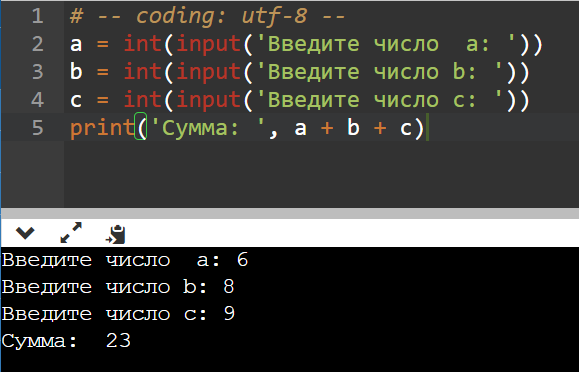 1 # -- coding: utf-8 --
2 a = int(input('Введите число  a: '))
3 b = int(input('Введите число b: '))
4 c = int(input('Введите число c: '))
5 print('Сумма: ', a + b + c)
Введите число  a: 6
Введите число b: 8
Введите число c: 9
Сумма:  23